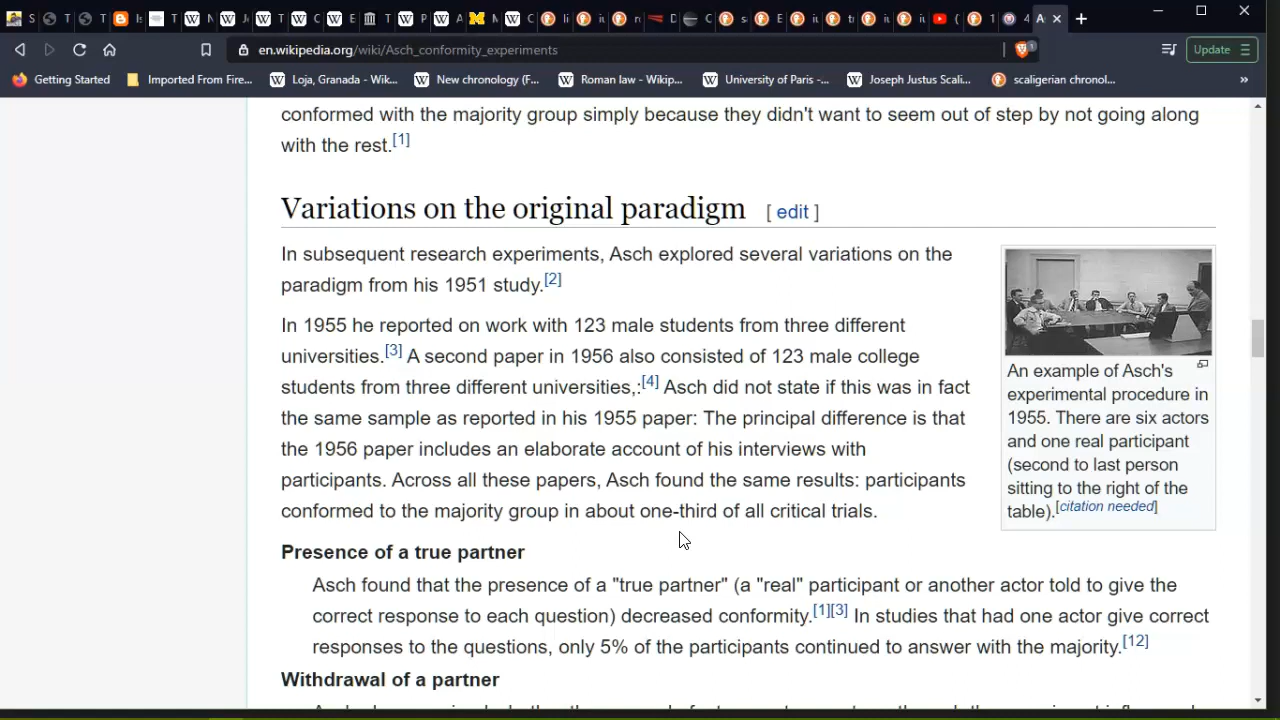 T
T
Is
T
W
J
T
C
E
T
P
A
W
C
li
iu
ro
D
C
s
E
iu
tr
iu
iu
(
1
4
A
en.wikipedia.org/wiki/Asch_conformity_experiments
1
Update
Getting Started
Imported From Fire...
Loja, Granada - Wik...
New chronology (F...
Roman law - Wikip...
University of Paris -...
Joseph Justus Scali...
scaligerian chronol...
»
conformed with the majority group simply because they didn't want to seem out of step by not going along
with the rest.[1]
Variations on the original paradigm [ edit ]
In subsequent research experiments, Asch explored several variations on the
paradigm from his 1951 study.[2]
In 1955 he reported on work with 123 male students from three different
universities.[3] A second paper in 1956 also consisted of 123 male college
students from three different universities,:[4] Asch did not state if this was in fact
the same sample as reported in his 1955 paper: The principal difference is that
the 1956 paper includes an elaborate account of his interviews with
participants. Across all these papers, Asch found the same results: participants
conformed to the majority group in about one-third of all critical trials.
An example of Asch's
experimental procedure in
1955. There are six actors
and one real participant
(second to last person
sitting to the right of the
table).[citation needed]
Presence of a true partner
Asch found that the presence of a "true partner" (a "real" participant or another actor told to give the
correct response to each question) decreased conformity.[1][3] In studies that had one actor give correct
responses to the questions, only 5% of the participants continued to answer with the majority.[12]
Withdrawal of a partner